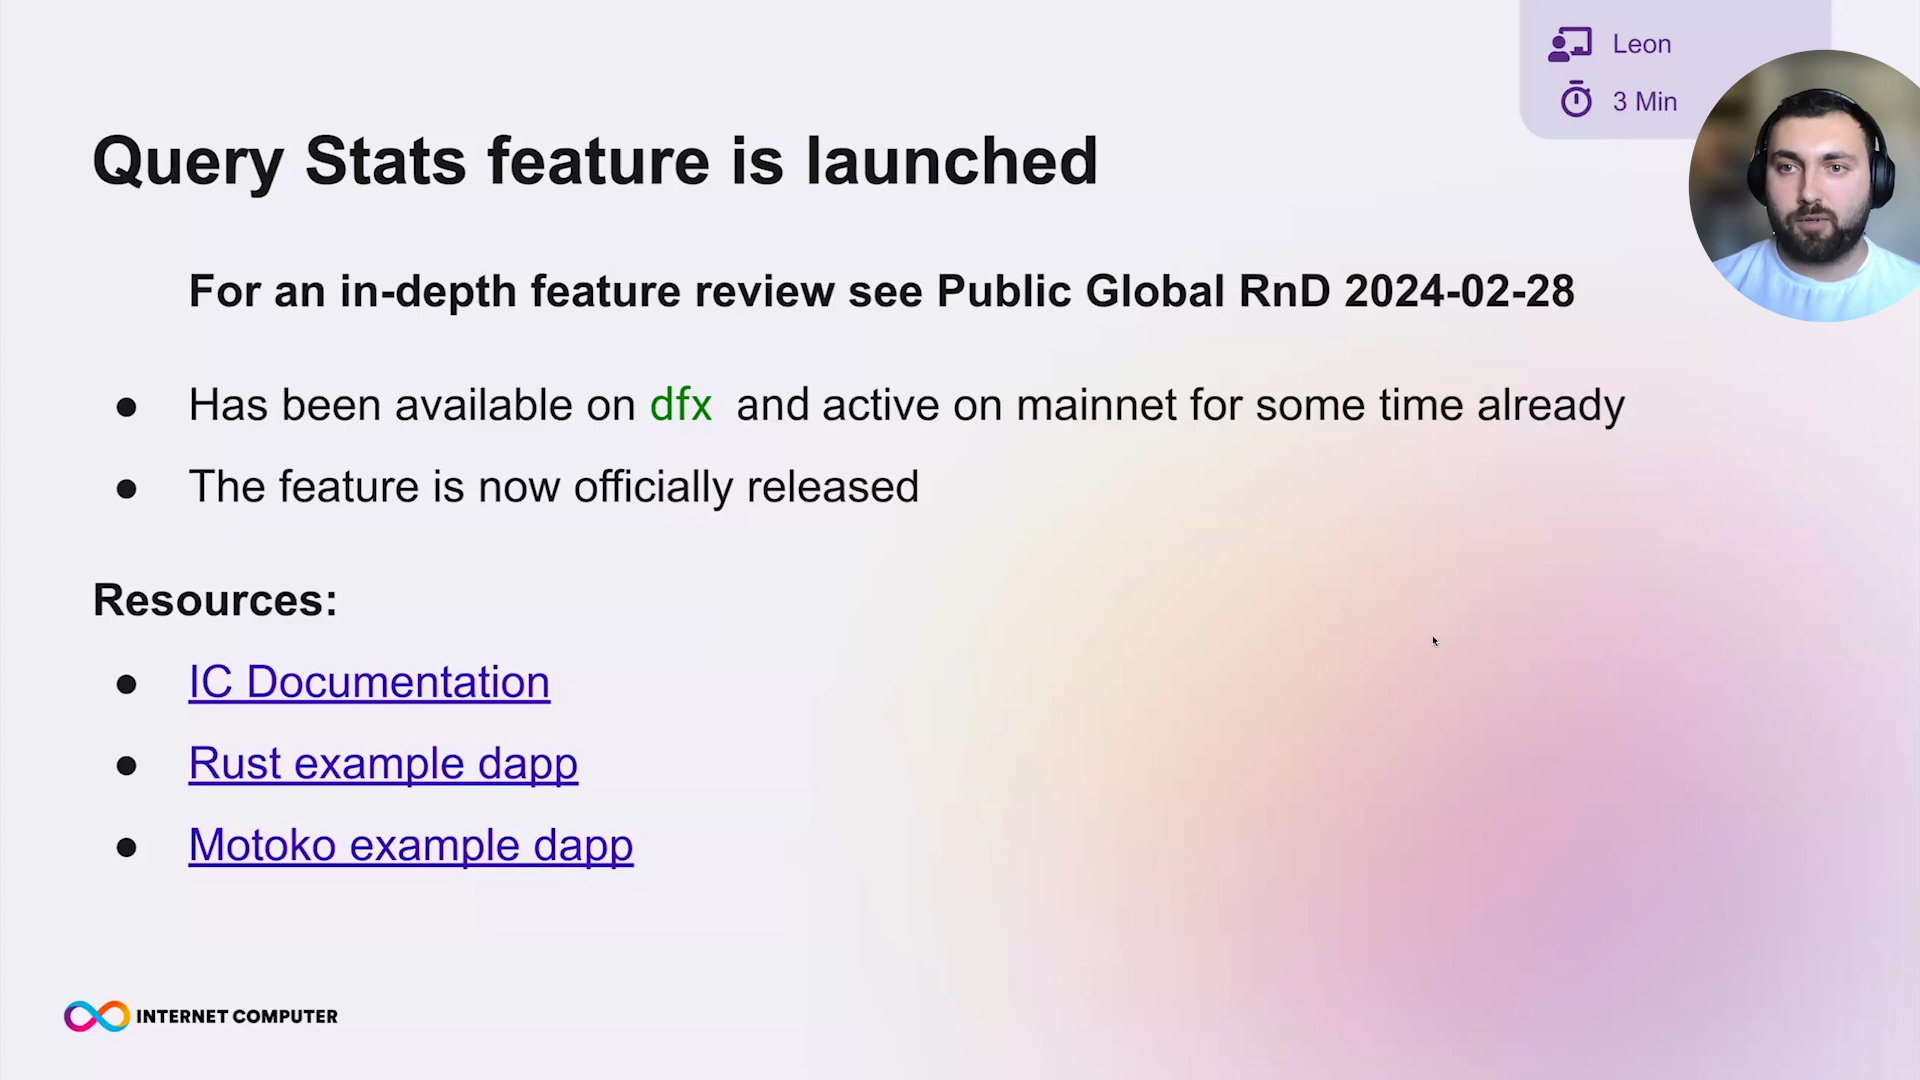 Leon
3 Min
Query Stats feature is launched
For an in-depth feature review see Public Global RnD 2024-02-28
● Has been available on dfx and active on mainnet for some time already
● The feature is now officially released
Resources:
● IC Documentation
● Rust example dapp
● Motoko example dapp
INTERNET COMPUTER